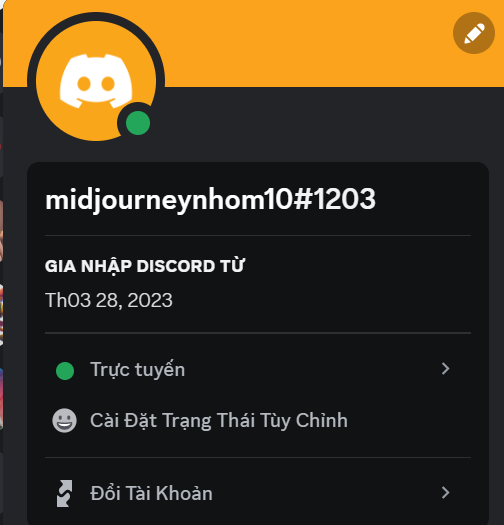 midjourneynhom10#1203
GIA NHẬP DISCORD TỪ
Th03 28, 2023
Trực tuyến
Cài Đặt Trạng Thái Tùy Chỉnh
Đổi Tài Khoản